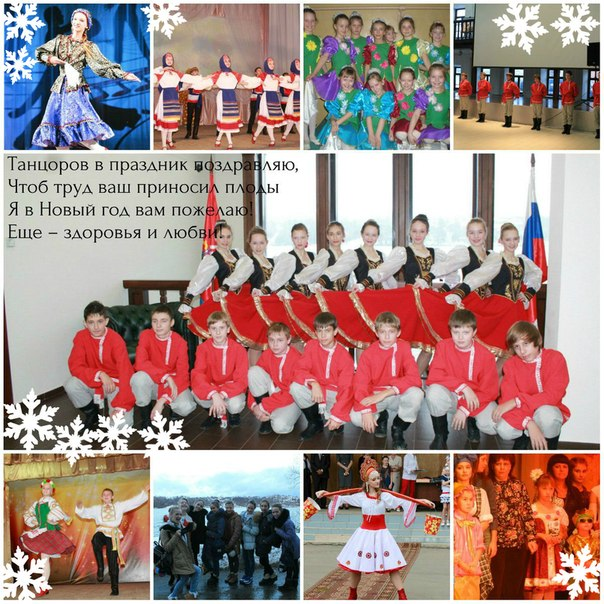 Танцоров в праздник поздравляю,
Чтоб труд ваш приносил плоды
Я в Новый год вам пожелаю!
Еще – здоровья и любви!